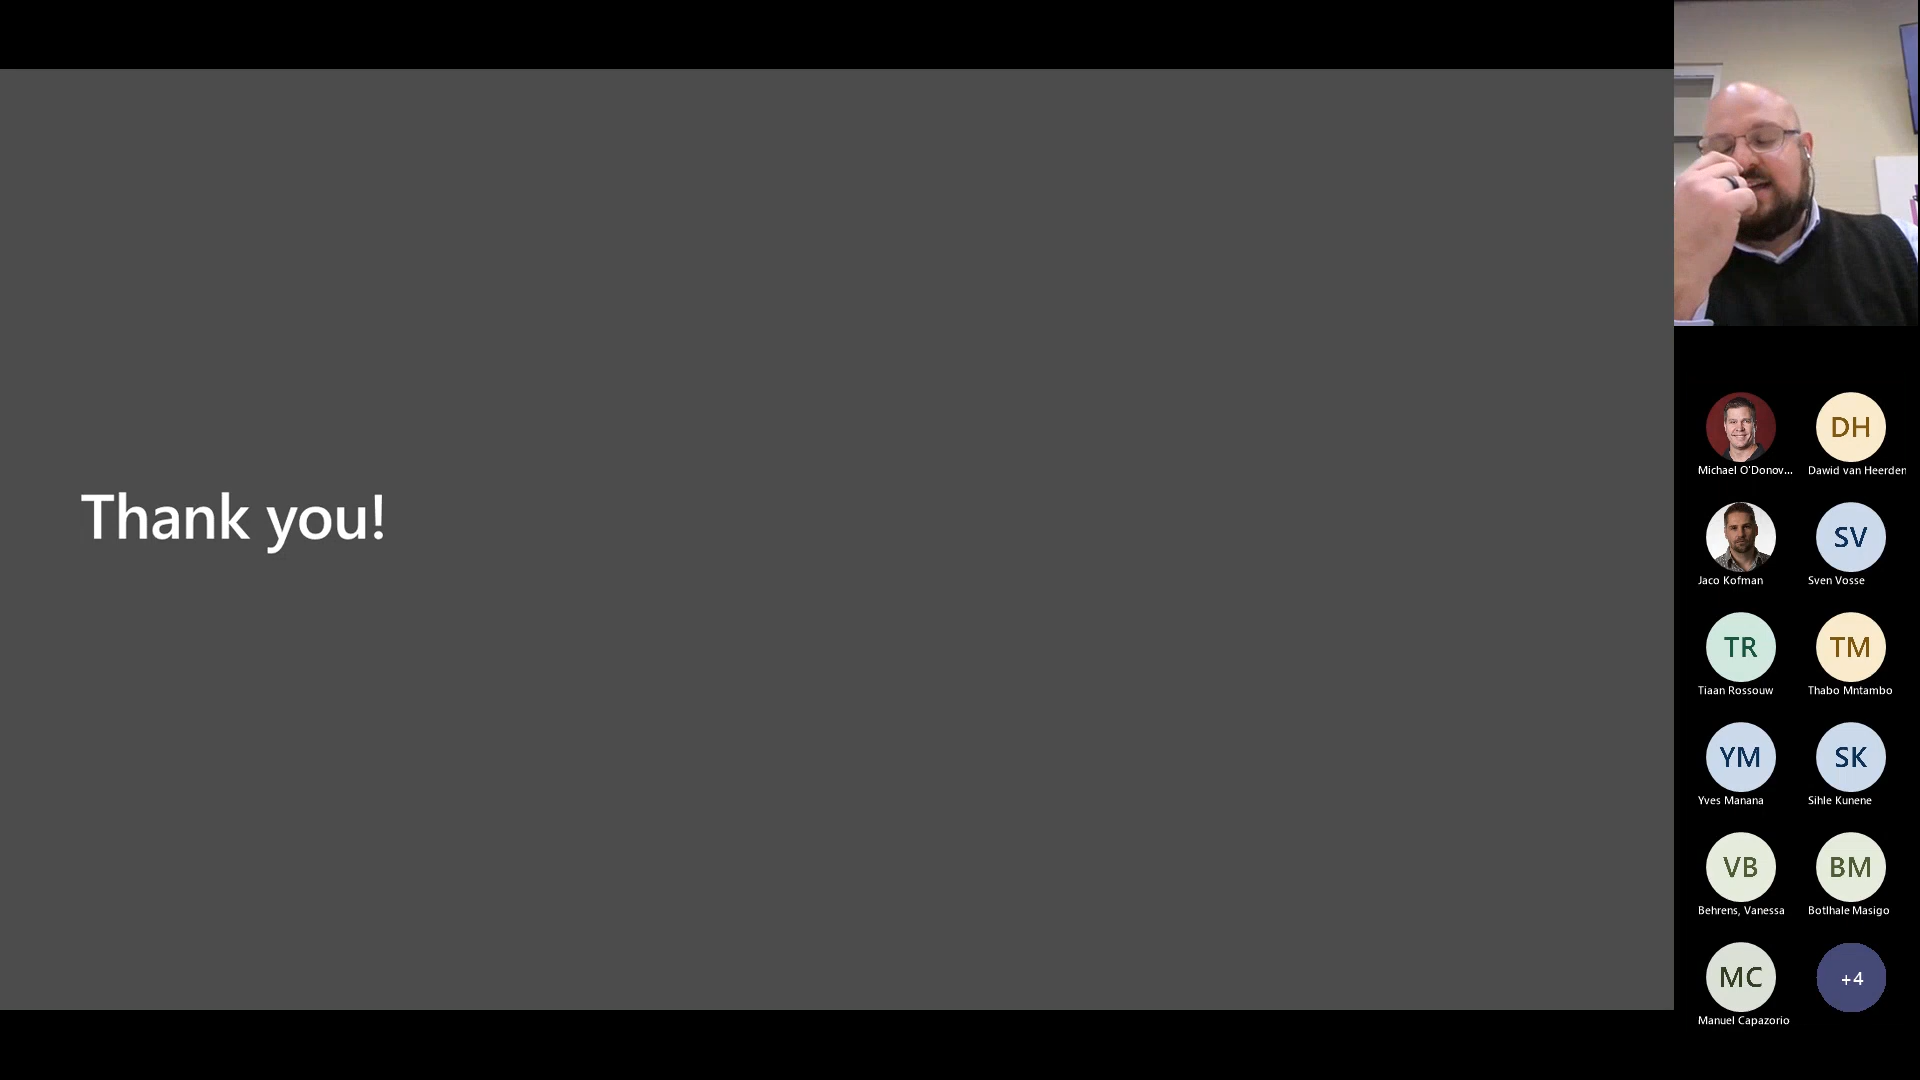 Thank you!
Michael O'Donov...
DH
Dawid van Heerden
Jaco Kofman
SV
Sven Vosse
TR
Tiaan Rossouw
TM
Thabo Mntambo
YM
Yves Manana
SK
Sihle Kunene
VB
Behrens, Vanessa
BM
Botlhale Masigo
MC
Manuel Capazorio
+4